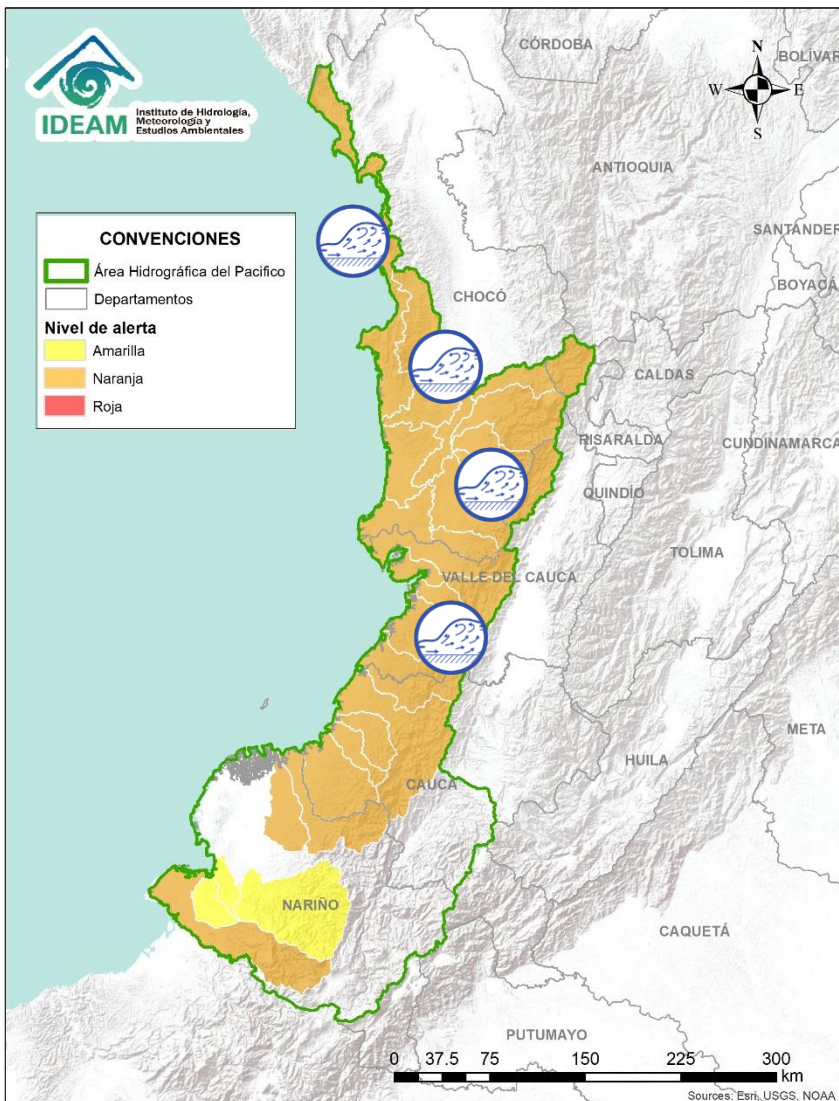 CÓRDOBA
BOLÍVAR
N
W E
S
IDEAM
Instituto de Hidrología,
Meteorología y
Estudios Ambientales
ANTIOQUIA
SANTANDER
BOYACÁ
CONVENCIONES
Área Hidrográfica del Pacifico
Departamentos
Nivel de alerta
Amarilla
Naranja
Roja
CHOCÓ
CALDAS
RISARALDA
CUNDINAMARCA
QUINDÍO
TOLIMA
VALLE DEL CAUCA
META
HUILA
CAUCA
NARIÑO
CAQUETÁ
PUTUMAYO
0 37.5 75 150 225 300
km
Sources: Esri, USGS, NOAA